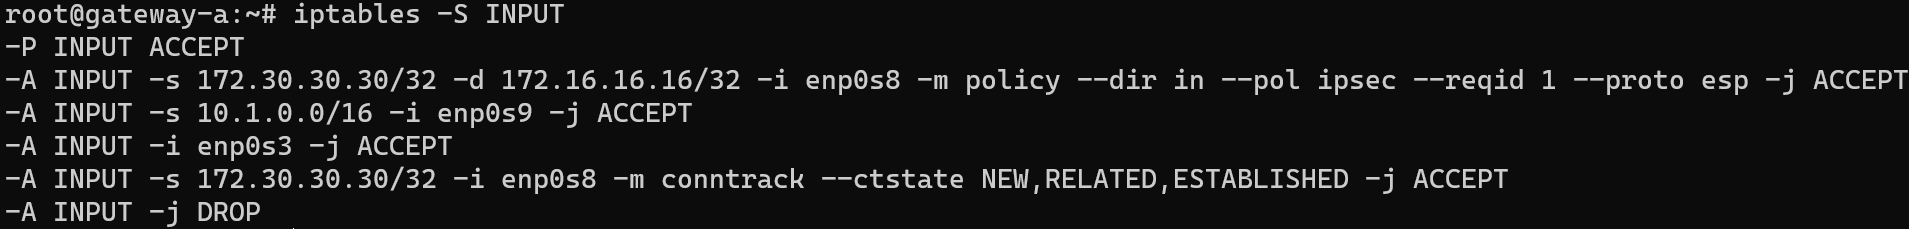 root@gateway-a:~# iptables -S INPUT
-P INPUT ACCEPT
-A INPUT -s 172.30.30.30/32 -d 172.16.16.16/32 -i enp0s8 -m policy --dir in --pol ipsec --reqid 1 --proto esp -j ACCEPT
-A INPUT -s 10.1.0.0/16 -i enp0s9 -j ACCEPT
-A INPUT -i enp0s3 -j ACCEPT
-A INPUT -s 172.30.30.30/32 -i enp0s8 -m conntrack --ctstate NEW,RELATED,ESTABLISHED -j ACCEPT
-A INPUT -j DROP